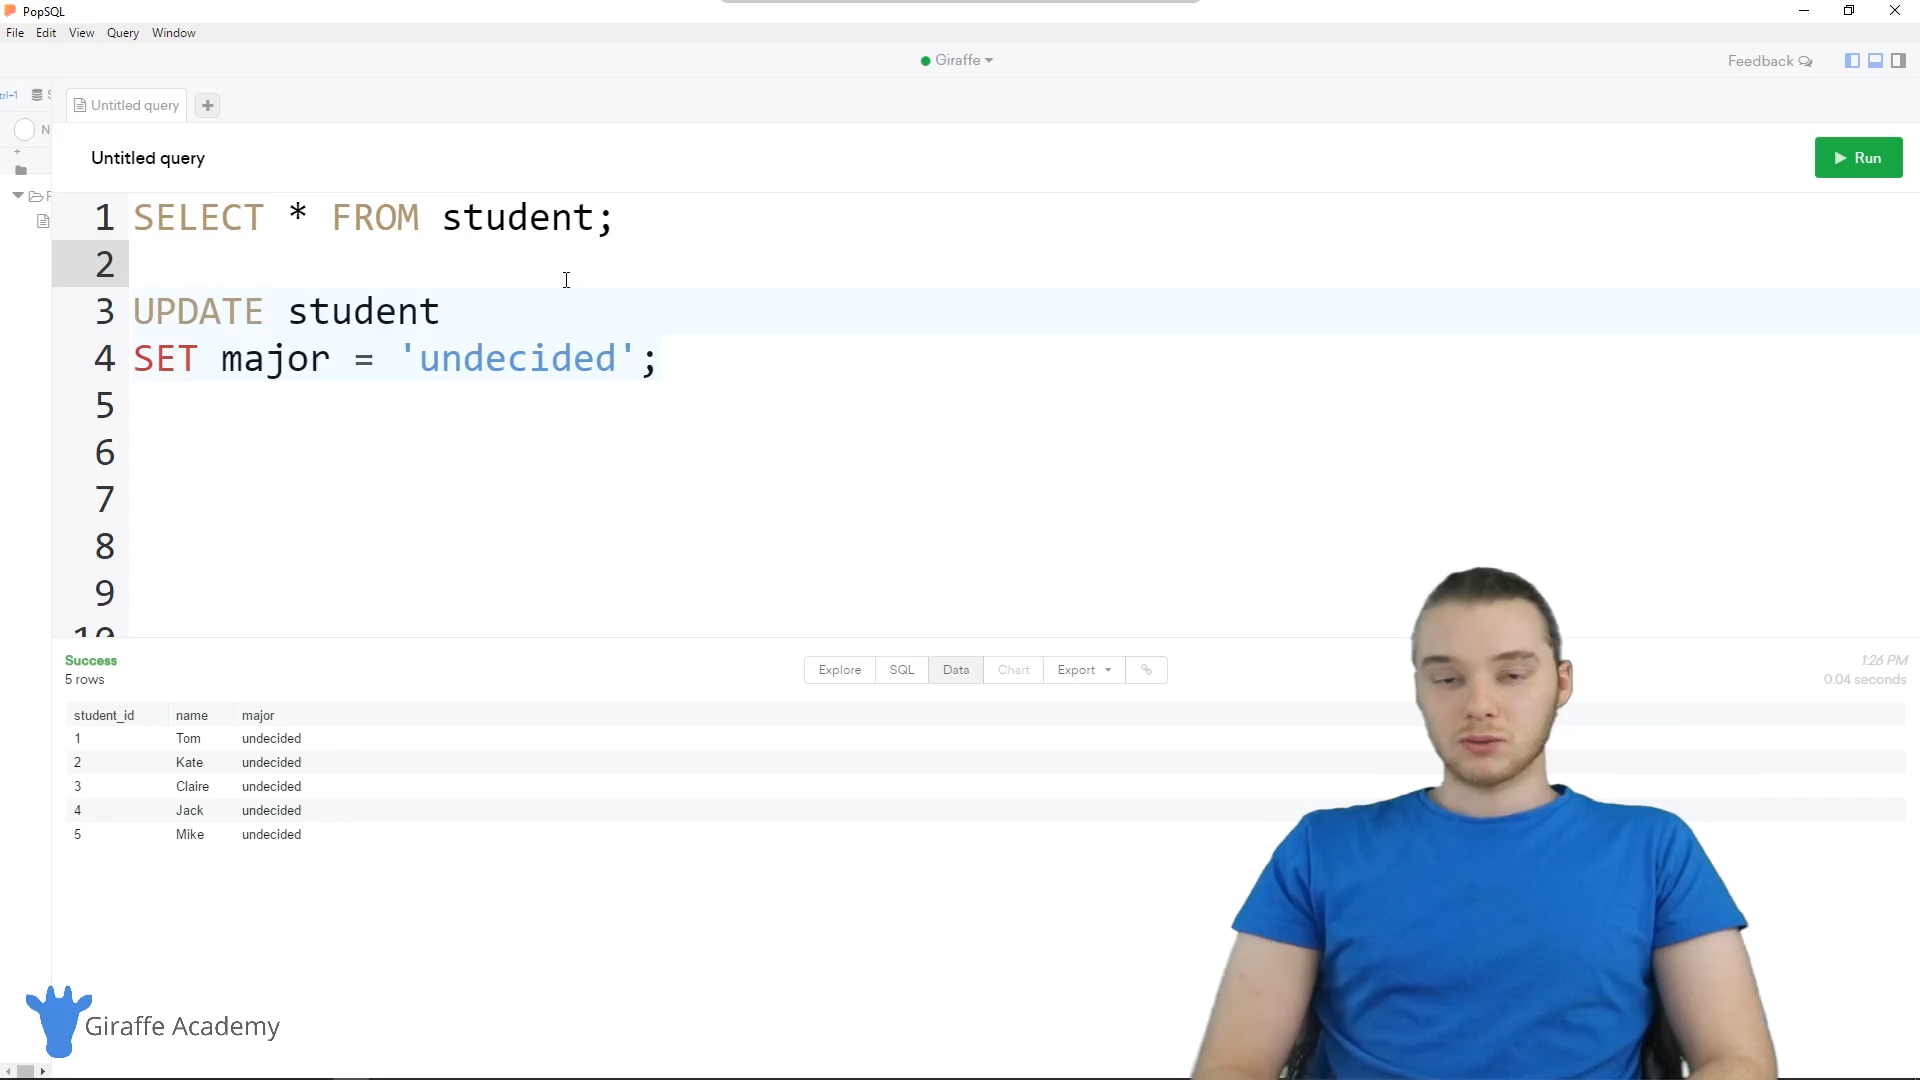 PopSQL
File Edit View Query Window
Giraffe
Feedback
trl+1 S
Untitled query +
N
Untitled query
Run
+
F
1 SELECT * FROM student;
2
3 UPDATE student
4 SET major = 'undecided';
5
6
7
8
9
10
Success
5 rows
Explore SQL Data Chart Export
1:26 PM
0.04 seconds
student_id name major
1 Tom undecided
2 Kate undecided
3 Claire undecided
4 Jack undecided
5 Mike undecided
Giraffe Academy